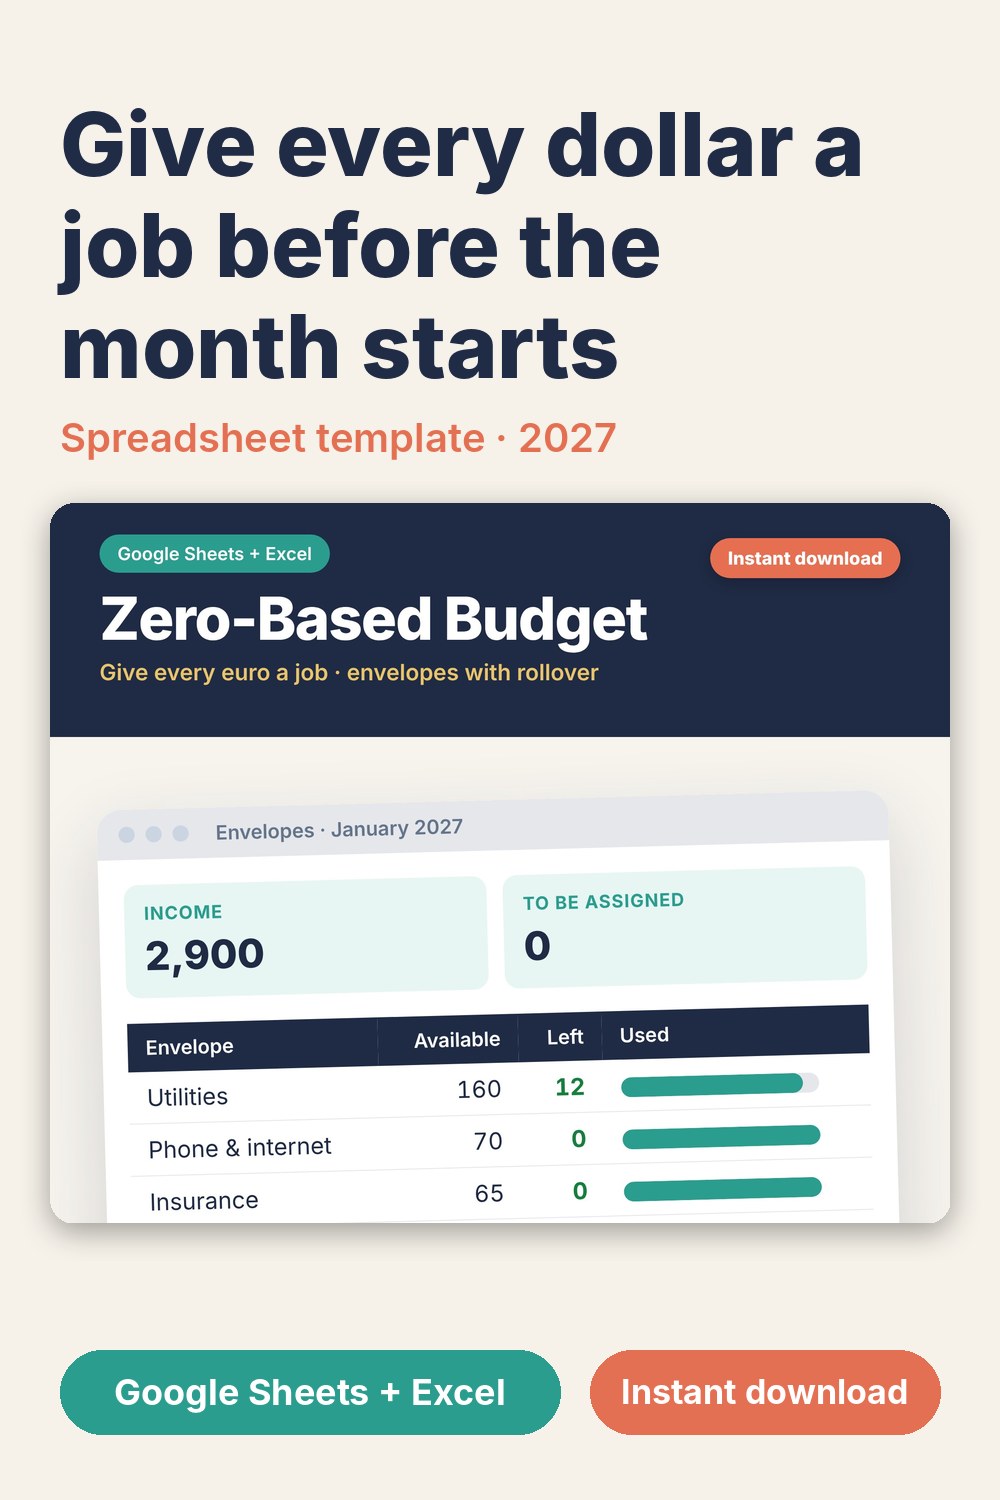 Give every dollar a
job before the
month starts
Spreadsheet template · 2027
Google Sheets + Excel
Instant download
Zero-Based Budget
Give every euro a job · envelopes with rollover
Envelopes · January 2027
INCOME
2,900
TO BE ASSIGNED
0
Envelope Available Left Used
Utilities 160 12
Phone & internet 70 0
Insurance 65 0
Google Sheets + Excel
Instant download